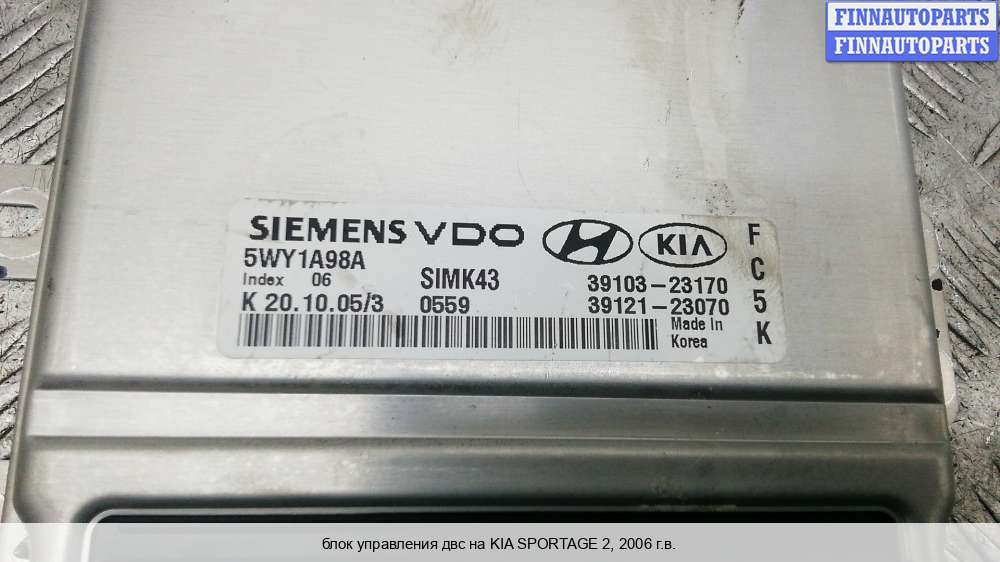 FINNAUTOPARTS
FINNAUTOPARTS
SIEMENS VDO KIA F
5WY1A98A
Index 06 SIMK43 39103-23170 C
K 20.10.05/3 0559 39121-23070 5
Made In
Korea K
блок управления двс на KIA SPORTAGE 2, 2006 г.в.